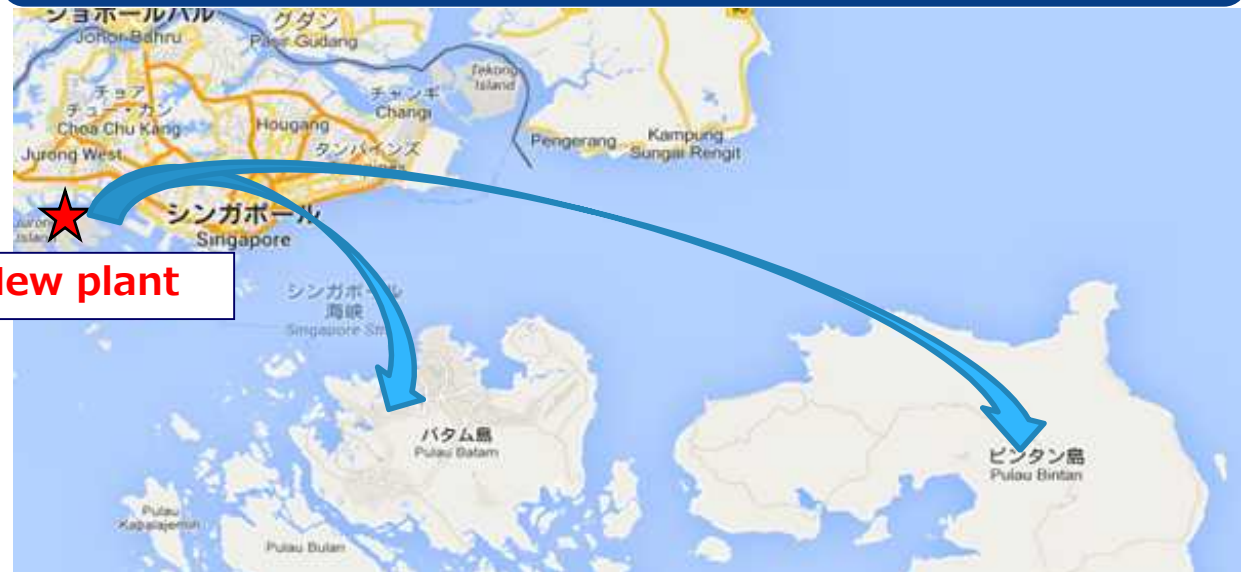 ジョホールバル
Johor Bahru
グダン
Pasir Gudang
Tekong
Island
チョア
チュー・カン
Choa Chu Kang
チャンギ
Changi
Hougang
タンパインズ
Jurong West
Pengerang
Kampung
Sungai Rengit
シンガポール
Singapore
Jurong
Island
New plant
シンガポール
海峡
Singapore Str
バタム島
Pulau Batam
ビンタン島
Pulau Bintan
Pulau
Pulau Bulan